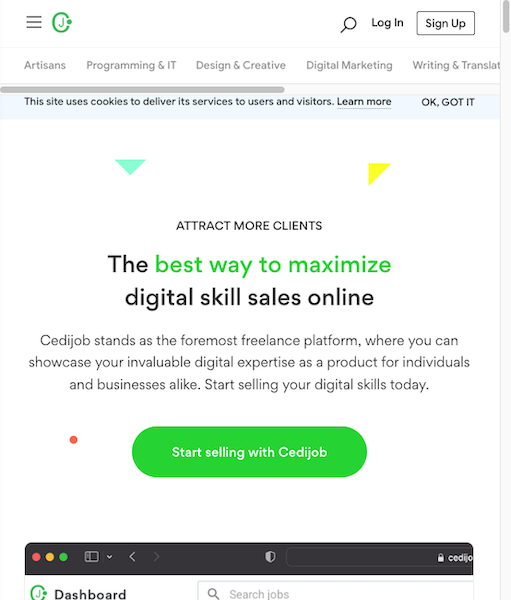 Log In
Sign Up
Artisans
Programming & IT
Design & Creative
Digital Marketing
Writing & Translat
This site uses cookies to deliver its services to users and visitors. Learn more
OK, GOT IT
ATTRACT MORE CLIENTS
The best way to maximize
digital skill sales online
Cedijob stands as the foremost freelance platform, where you can
showcase your invaluable digital expertise as a product for individuals
and businesses alike. Start selling your digital skills today.
Start selling with Cedijob
cedijo
Dashboard
Search jobs